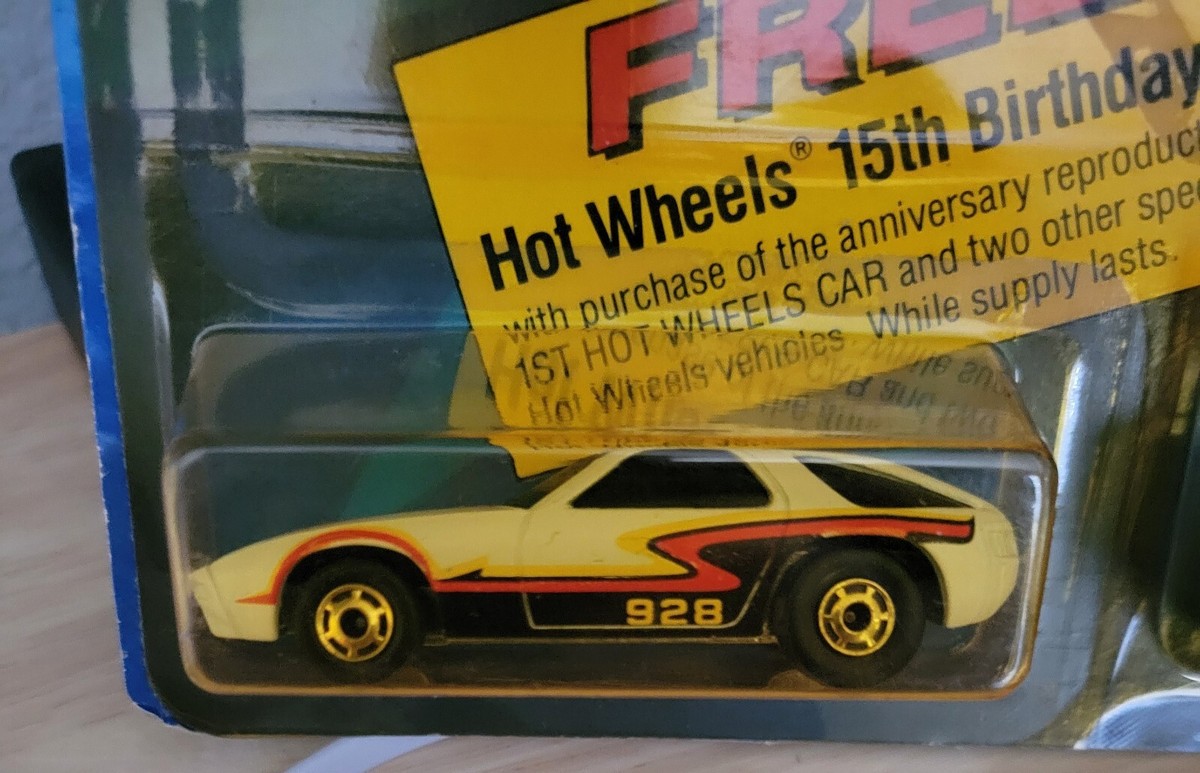 FREE
Hot Wheels® 15th Birthday
with purchase of the anniversary reproduct
1ST HOT WHEELS CAR and two other spe
Hot Wheels vehicles. While supply lasts.
928